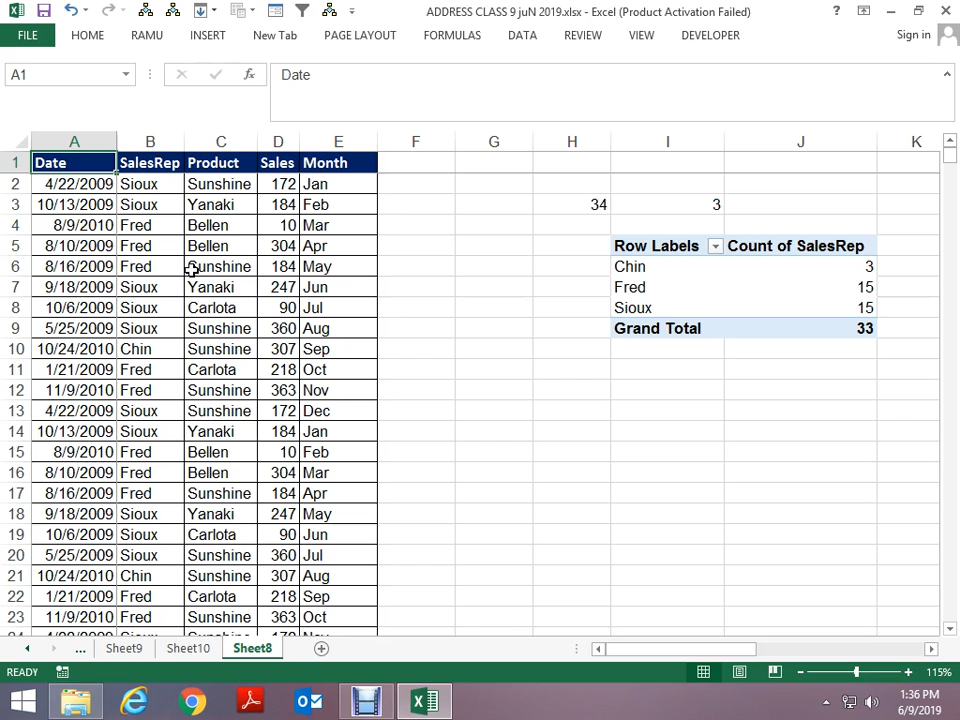 ADDRESS CLASS 9 juN 2019.xlsx - Excel (Product Activation Failed)
FILE HOME RAMU INSERT New Tab PAGE LAYOUT FORMULAS DATA REVIEW VIEW DEVELOPER Sign in
A1 fx Date
A B C D E F G H I J K
1 Date SalesRep Product Sales Month
2 4/22/2009 Sioux Sunshine 172 Jan
3 10/13/2009 Sioux Yanaki 184 Feb 34 3
4 8/9/2010 Fred Bellen 10 Mar
5 8/10/2009 Fred Bellen 304 Apr Row Labels Count of SalesRep
6 8/16/2009 Fred Sunshine 184 May Chin 3
7 9/18/2009 Sioux Yanaki 247 Jun Fred 15
8 10/6/2009 Sioux Carlota 90 Jul Sioux 15
9 5/25/2009 Sioux Sunshine 360 Aug Grand Total 33
10 10/24/2010 Chin Sunshine 307 Sep
11 1/21/2009 Fred Carlota 218 Oct
12 11/9/2010 Fred Sunshine 363 Nov
13 4/22/2009 Sioux Sunshine 172 Dec
14 10/13/2009 Sioux Yanaki 184 Jan
15 8/9/2010 Fred Bellen 10 Feb
16 8/10/2009 Fred Bellen 304 Mar
17 8/16/2009 Fred Sunshine 184 Apr
18 9/18/2009 Sioux Yanaki 247 May
19 10/6/2009 Sioux Carlota 90 Jun
20 5/25/2009 Sioux Sunshine 360 Jul
21 10/24/2010 Chin Sunshine 307 Aug
22 1/21/2009 Fred Carlota 218 Sep
23 11/9/2010 Fred Sunshine 363 Oct
... Sheet9 Sheet10 Sheet8
READY 115%
1:36 PM
6/9/2019